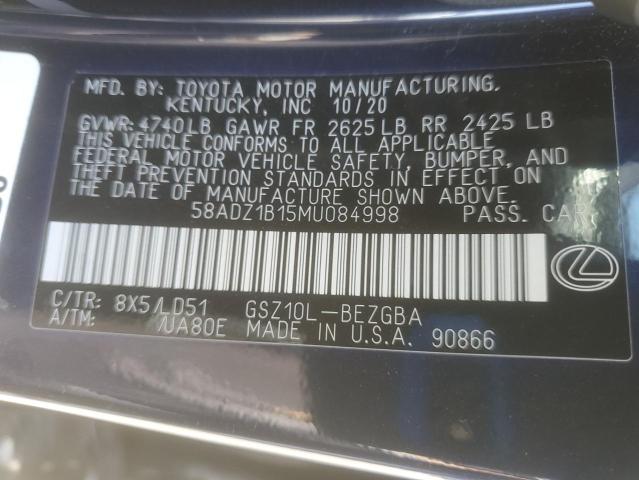 MFD. BY: TOYOTA MOTOR MANUFACTURING,
KENTUCKY, INC 10/20
GVWR: 4740LB GAWR FR 2625LB RR 2425LB
THIS VEHICLE CONFORMS TO ALL APPLICABLE
FEDERAL MOTOR VEHICLE SAFETY, BUMPER, AND
THEFT PREVENTION STANDARDS IN EFFECT ON
THE DATE OF MANUFACTURE SHOWN ABOVE.
58ADZ1B15MU084998 PASS. CAR
C/TR: 8X5/LD51 GSZ10L-BEZGBA
A/TM: /UA80E MADE IN U.S.A. 90866